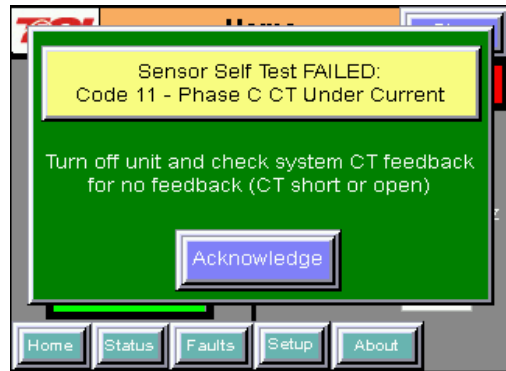 Sensor Self Test FAILED:
Code 11 - Phase C CT Under Current
Turn off unit and check system CT feedback
for no feedback (CT short or open)
Acknowledge
Home
Status
Faults
Setup
About